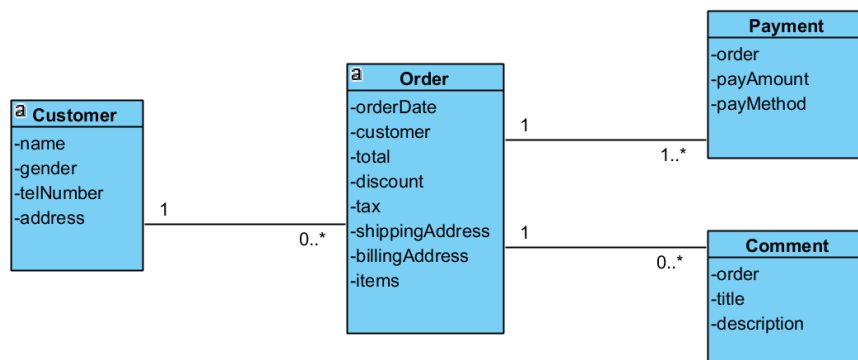 a Customer
-name
-gender
-telNumber
-address
1
0..*
a Order
-orderDate
-customer
-total
-discount
-tax
-shippingAddress
-billingAddress
-items
1
1..*
1
0..*
Payment
-order
-payAmount
-payMethod
Comment
-order
-title
-description